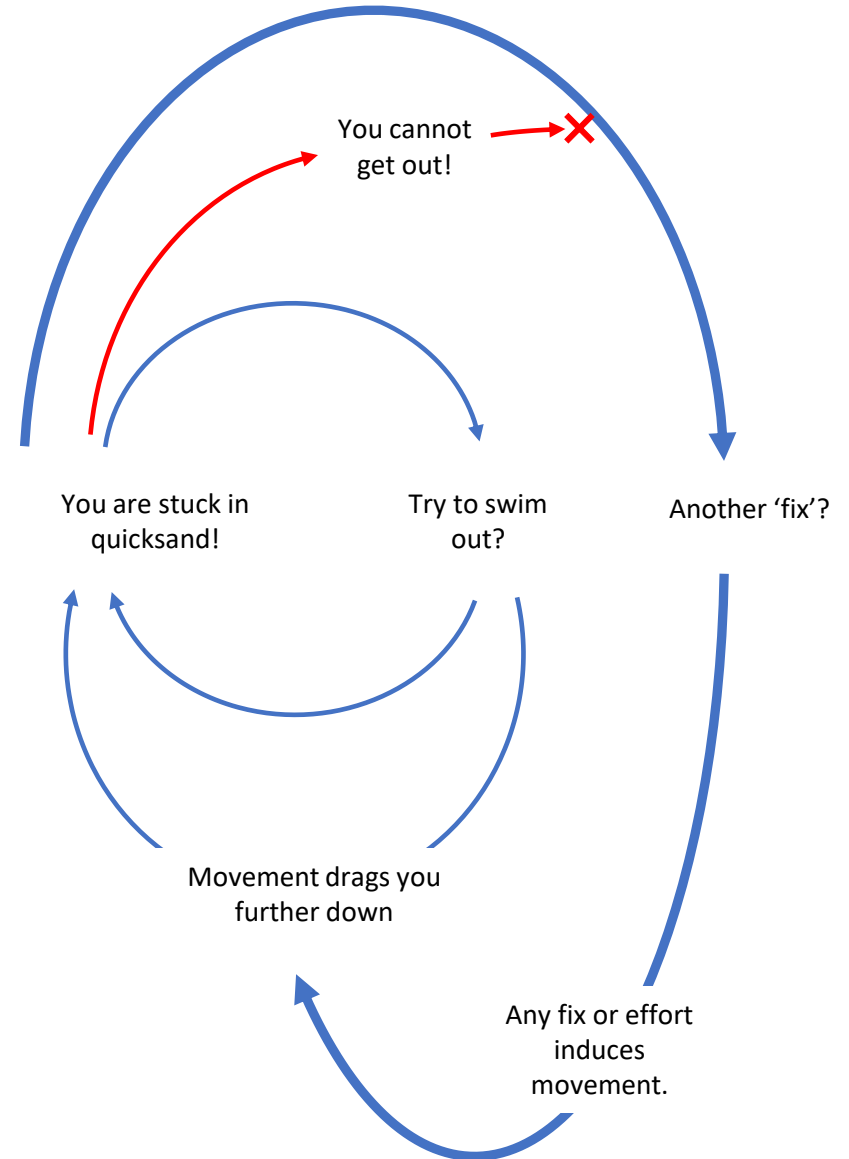 You cannot
get out!
You are stuck in
quicksand!
Try to swim
out?
Another ‘fix’?
Movement drags you
further down
Any fix or effort
induces
movement.